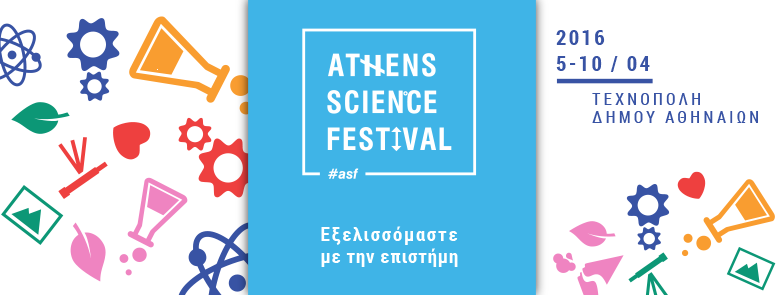 ATHENS
SCIENCE
FESTIVAL
#asf
Εξελισσόμαστε
με την επιστήμη
2016
5-10 / 04
ΤΕΧΝΟΠΟΛΗ
ΔΗΜΟΥ ΑΘΗΝΑΙΩΝ